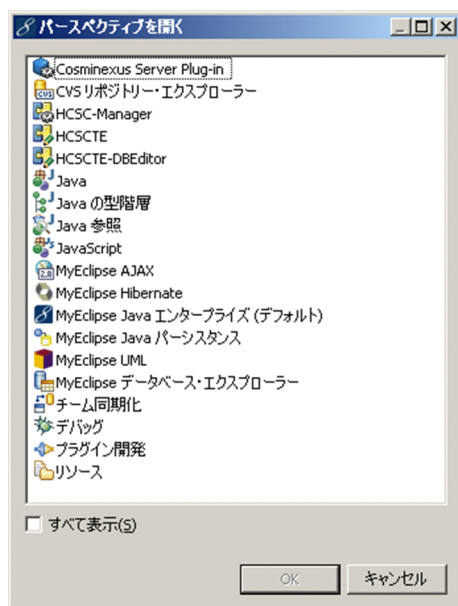 パースペクティブを開く
Cosminexus Server Plug-in
CVS リポジトリー・エクスプローラー
HCSC-Manager
HCSCTE
HCSCTE-DBEditor
Java
Java の型階層
Java 参照
JavaScript
MyEclipse AJAX
MyEclipse Hibernate
MyEclipse Java エンタープライズ (デフォルト)
MyEclipse Java パーシスタンス
MyEclipse UML
MyEclipse データベース・エクスプローラー
チーム同期化
デバッグ
プラグイン開発
リソース
すべて表示(S)
OK キャンセル